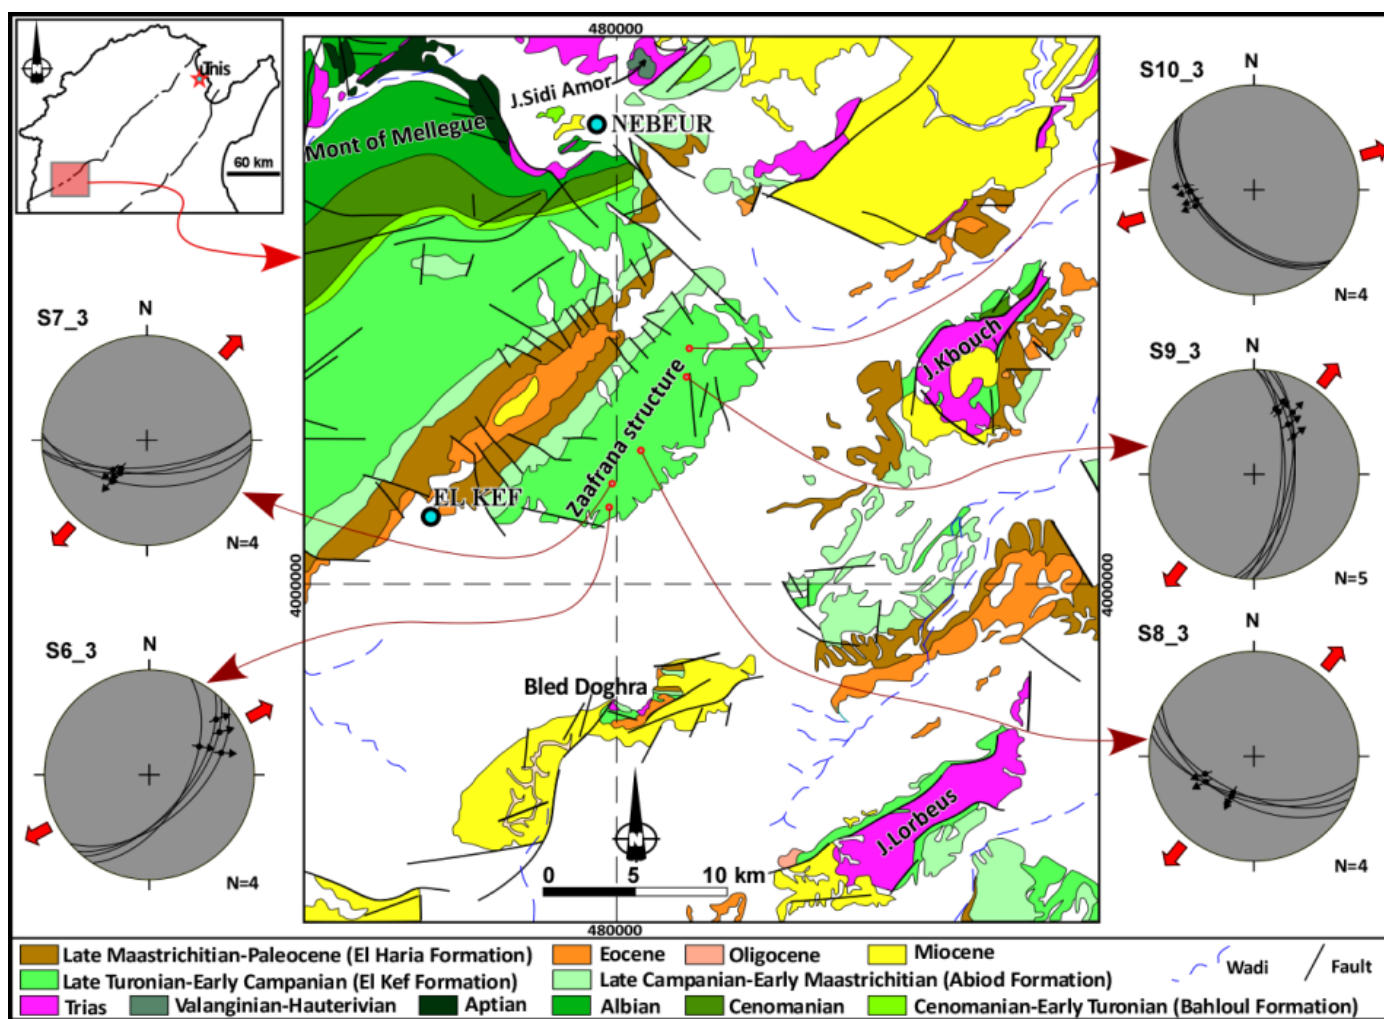 480000
Tunis
60 km
J.Sidi Amor
NEBEUR
Mont of Mellegue
S10_3
N
N=4
S7_3
N
N=4
J.Kbouch
S9_3
N
N=5
Zaafrana structure
EL KEF
4000000
4000000
S6_3
N
N=4
Bled Doghra
S8_3
N
N=4
J.Lorbeus
N
0 5 10 km
480000
Late Maastrichitian-Paleocene (El Haria Formation) Eocene Oligocene Miocene
Late Turonian-Early Campanian (El Kef Formation) Late Campanian-Early Maastrichitian (Abiod Formation) Wadi Fault
Trias Valanginian-Hauterivian Aptian Albian Cenomanian Cenomanian-Early Turonian (Bahloul Formation)